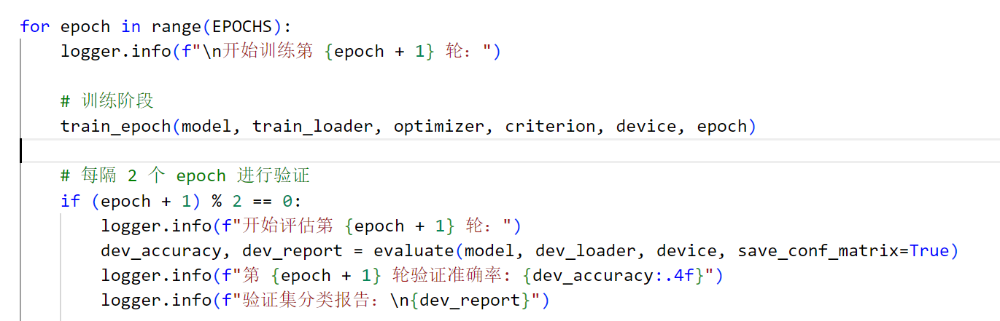 for epoch in range(EPOCHS):
    logger.info(f"\n开始训练第 {epoch + 1} 轮：")
    # 训练阶段
    train_epoch(model, train_loader, optimizer, criterion, device, epoch)
    # 每隔 2 个 epoch 进行验证
    if (epoch + 1) % 2 == 0:
        logger.info(f"开始评估第 {epoch + 1} 轮：")
        dev_accuracy, dev_report = evaluate(model, dev_loader, device, save_conf_matrix=True)
        logger.info(f"第 {epoch + 1} 轮验证准确率: {dev_accuracy:.4f}")
        logger.info(f"验证集分类报告：\n{dev_report}")